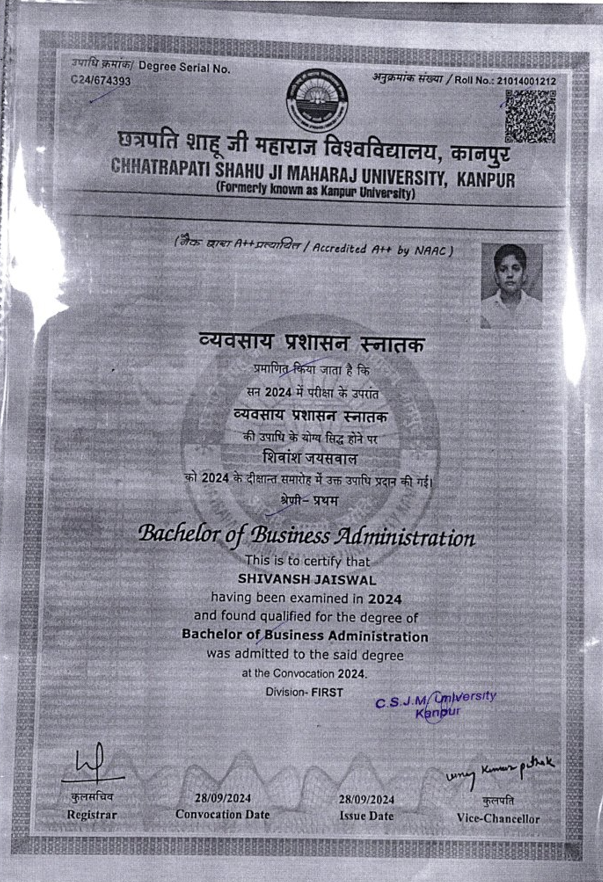 उपाधि क्रमांक/ Degree Serial No.
C24/674393
अनुक्रमांक संख्या / Roll No.: 21014001212
छत्रपति शाहू जी महाराज विश्वविद्यालय, कानपुर
CHHATRAPATI SHAHU JI MAHARAJ UNIVERSITY, KANPUR
(Formerly known as Kanpur University)
(नैक द्वारा A++ प्रत्यायित / Accredited A++ by NAAC)
व्यवसाय प्रशासन स्नातक
प्रमाणित किया जाता है कि
सन 2024 में परीक्षा के उपरांत
व्यवसाय प्रशासन स्नातक
की उपाधि के योग्य सिद्ध होने पर
शिवांश जयसवाल
को 2024 के दीक्षान्त समारोह में उक्त उपाधि प्रदान की गई।
श्रेणी– प्रथम
Bachelor of Business Administration
This is to certify that
SHIVANSH JAISWAL
having been examined in 2024
and found qualified for the degree of
Bachelor of Business Administration
was admitted to the said degree
at the Convocation 2024.
Division- FIRST
C.S.J.M. University
Kanpur
कुलसचिव
Registrar
28/09/2024
Convocation Date
28/09/2024
Issue Date
कुलपति
Vice-Chancellor